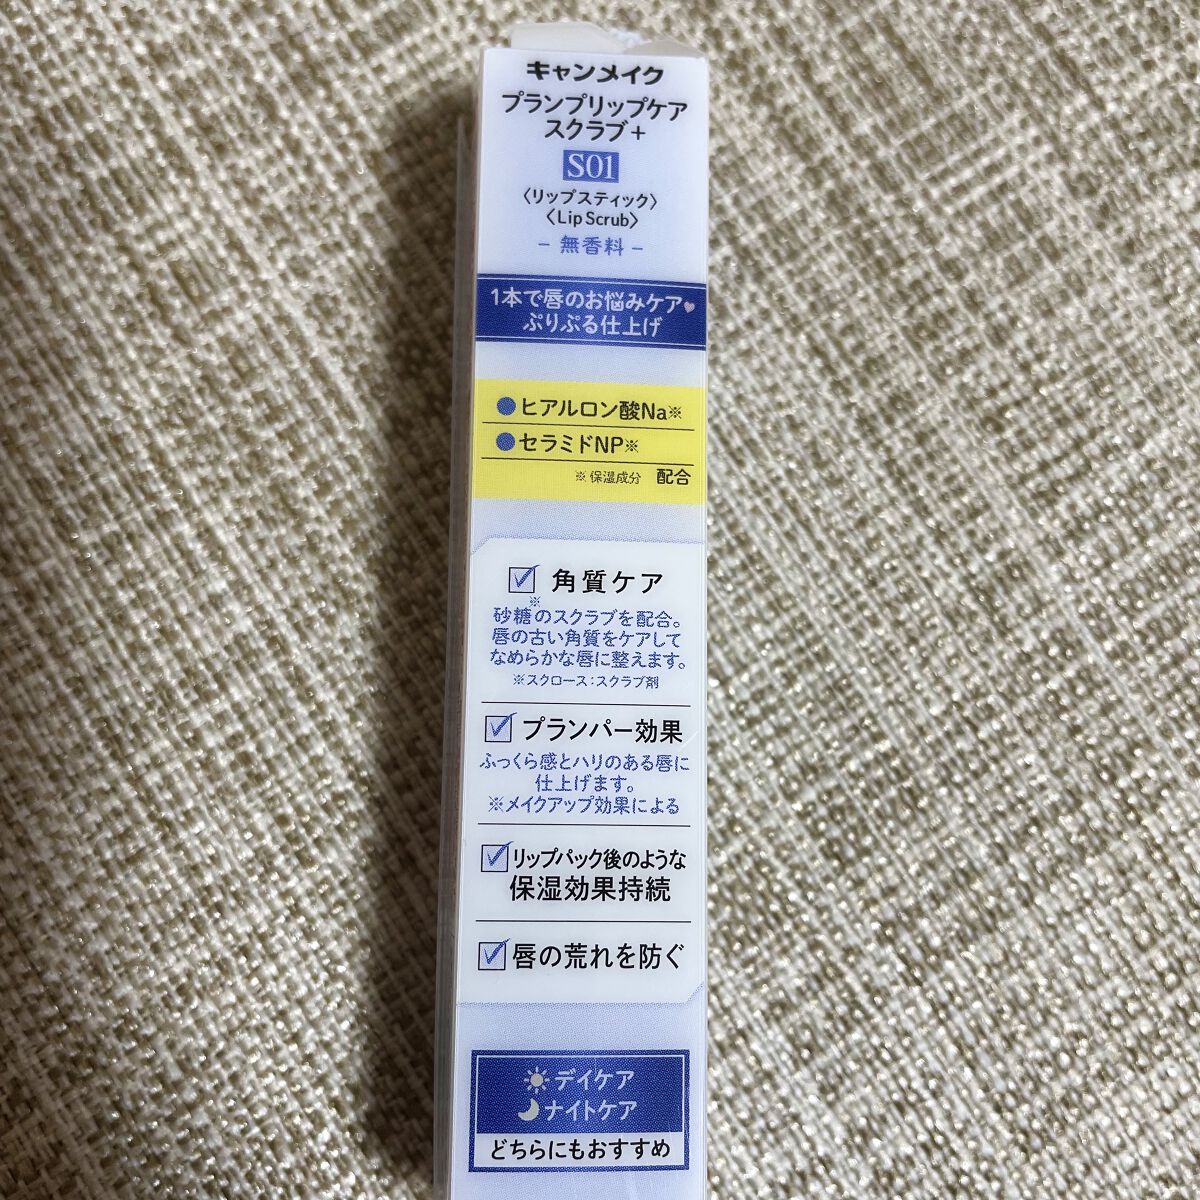 キャンメイク
プランプリップケア
スクラブ+
S01
〈リップスティック〉
〈Lip Scrub〉
- 無香料 -
1本で唇のお悩みケア♥
ぷりぷる仕上げ
●ヒアルロン酸Na※
●セラミドNP※
※保湿成分 配合
☑ 角質ケア
砂糖※のスクラブを配合。
唇の古い角質をケアして
なめらかな唇に整えます。
※スクロース:スクラブ剤
☑ プランパー効果
ふっくら感とハリのある唇に
仕上げます。
※メイクアップ効果による
☑ リップパック後のような
保湿効果持続
☑ 唇の荒れを防ぐ
デイケア
ナイトケア
どちらにもおすすめ